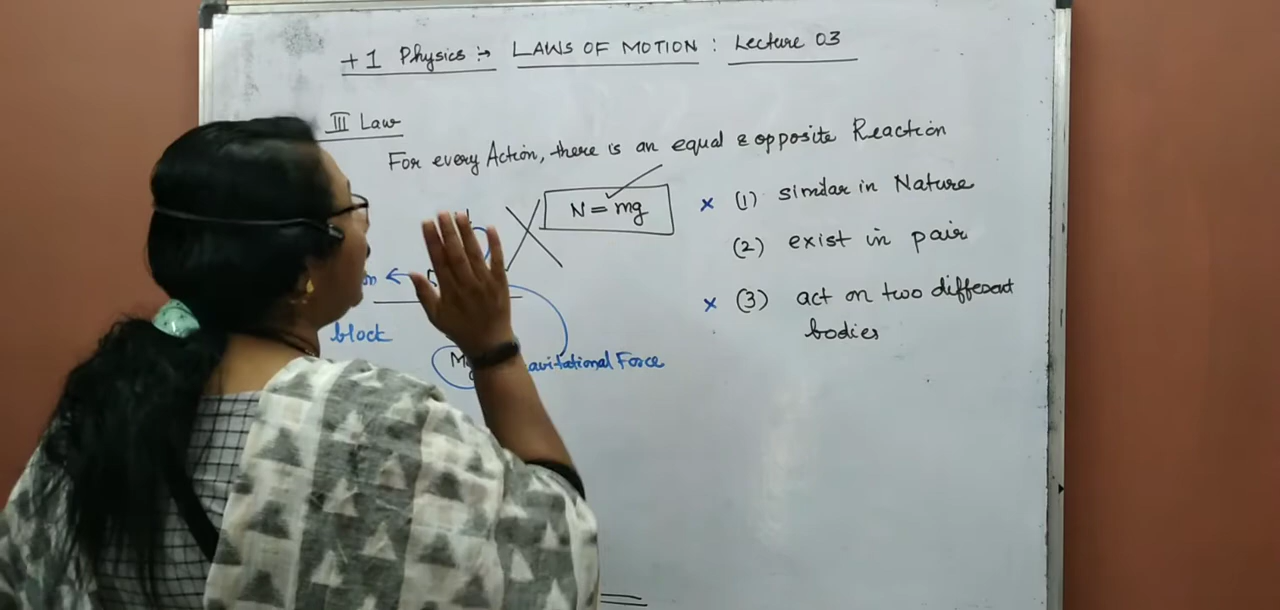 +1 Physics :→ LAWS OF MOTION : Lecture 03
III Law
For every Action, there is an equal & opposite Reaction
N = mg
× (1) similar in Nature
(2) exist in pair
× (3) act on two different
bodies
block
Force